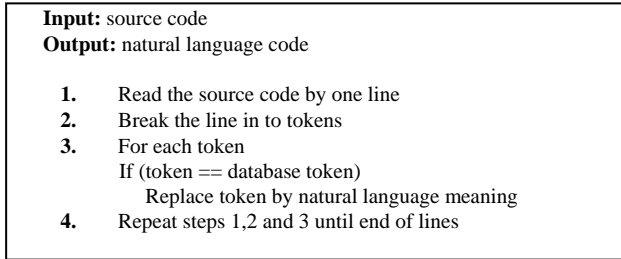 Input: source code
Output: natural language code
1. Read the source code by one line
2. Break the line in to tokens
3. For each token
If (token == database token)
Replace token by natural language meaning
4. Repeat steps 1,2 and 3 until end of lines